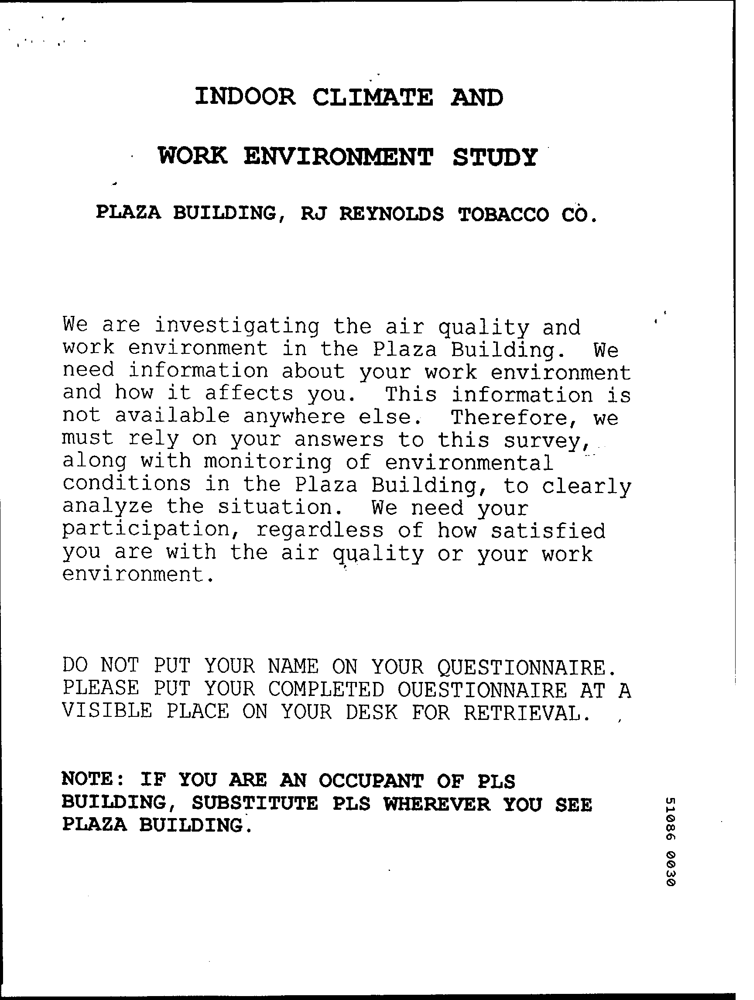 INDOOR CLIMATE AND
WORK ENVIRONMENT STUDY
PLAZA BUILDING, RJ REYNOLDS TOBACCO CO.
We are investigating the air quality and
work environment in the Plaza Building. We
need information about your work environment
and how it affects you. This information is
not available anywhere else. Therefore, we
must rely on your answers to this survey,
along with monitoring of environmental
conditions in the Plaza Building, to clearly
analyze the situation. We need your
participation, regardless of how satisfied
you are with the air quality or your work
environment.
DO NOT PUT YOUR NAME ON YOUR QUESTIONNAIRE.
PLEASE PUT YOUR COMPLETED OUESTIONNAIRE AT A
VISIBLE PLACE ON YOUR DESK FOR RETRIEVAL.
NOTE: IF YOU ARE AN OCCUPANT OF PLS
BUILDING, SUBSTITUTE PLS WHEREVER YOU SEE
PLAZA BUILDING.
51086 0030